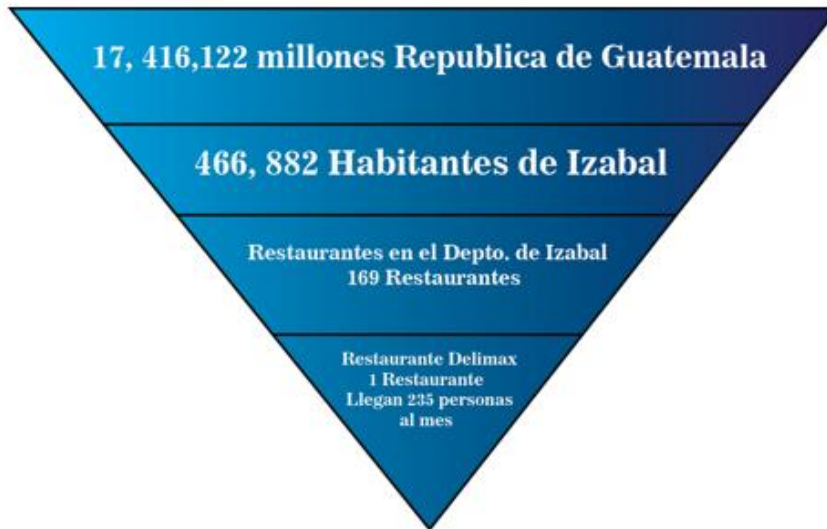 17, 416,122 millones Republica de Guatemala
466, 882 Habitantes de Izabal
Restaurantes en el Depto. de Izabal
169 Restaurantes
Restaurante Delimax
1 Restaurante
Llegan 235 personas
al mes